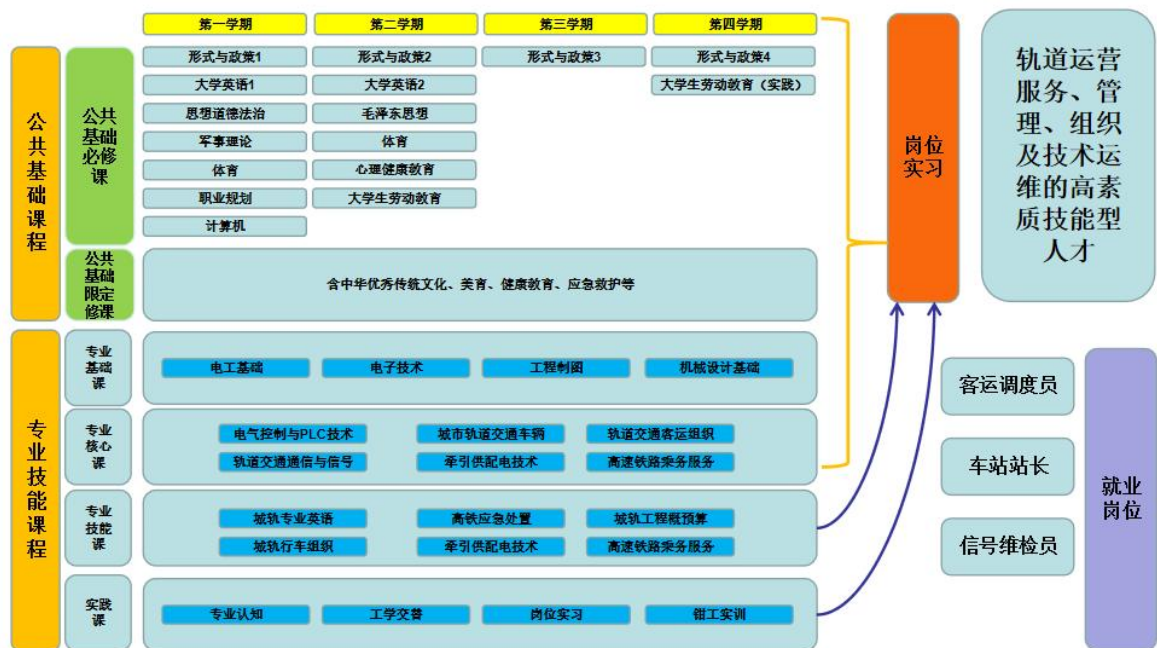 第一学期
第二学期
第三学期
第四学期
公共基础课程
公共
基础
必修
课
形式与政策1
形式与政策2
形式与政策3
形式与政策4
大学英语1
大学英语2
大学生劳动教育（实践）
思想道德法治
毛泽东思想
军事理论
体育
体育
心理健康教育
职业规划
大学生劳动教育
计算机
公共
基础
限定
修课
含中华优秀传统文化、美育、健康教育、应急救护等
专业技能课程
专业
基础
课
电工基础
电子技术
工程制图
机械设计基础
专业
核心
课
电气控制与PLC技术
城市轨道交通车辆
轨道交通客运组织
轨道交通通信与信号
牵引供配电技术
高速铁路乘务服务
专业
技能
课
城轨专业英语
高铁应急处置
城轨工程概预算
城轨行车组织
牵引供配电技术
高速铁路乘务服务
实践
课
专业认知
工学交替
岗位实习
钳工实训
岗位
实习
轨道运营
服务、管
理、组织
及技术运
维的高素
质技能型
人才
客运调度员
车站站长
信号维检员
就业
岗位